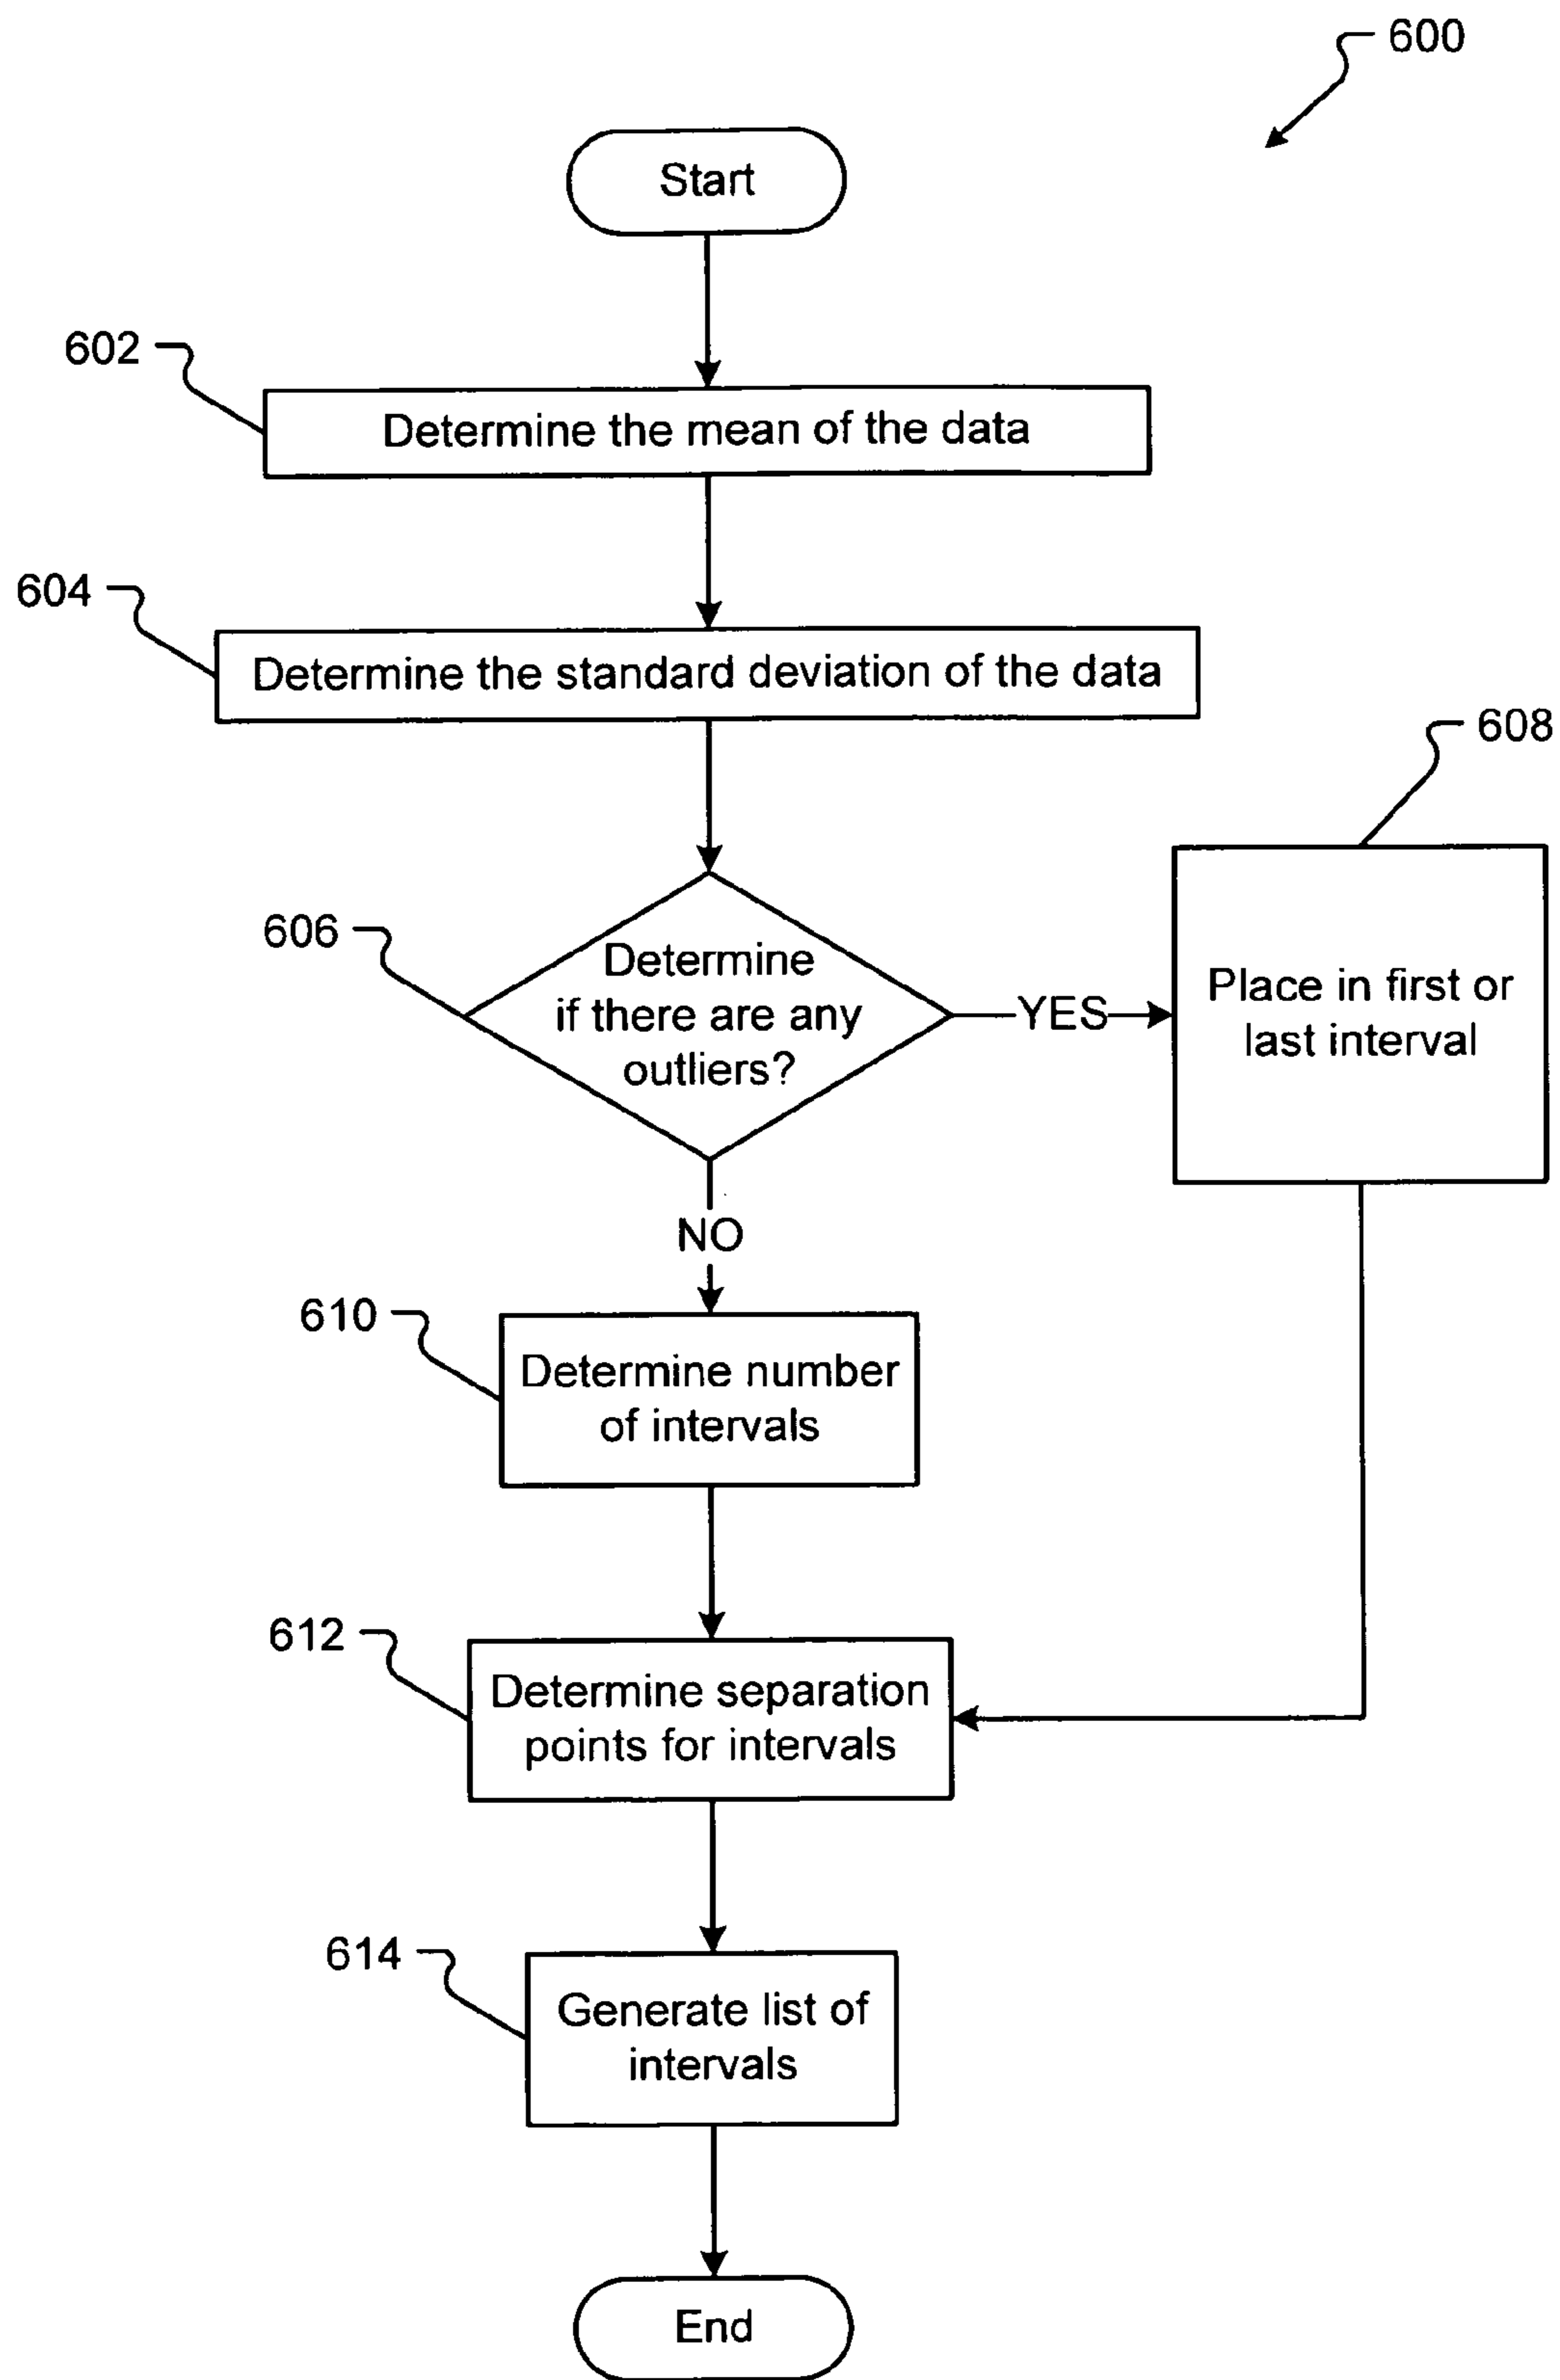 600
Start
602
Determine the mean of the data
604
Determine the standard deviation of the data
608
606
Determine
if there are any
outliers?
YES
Place in first or
last interval
NO
610
Determine number
of intervals
612
Determine separation
points for intervals
614
Generate list of
intervals
End